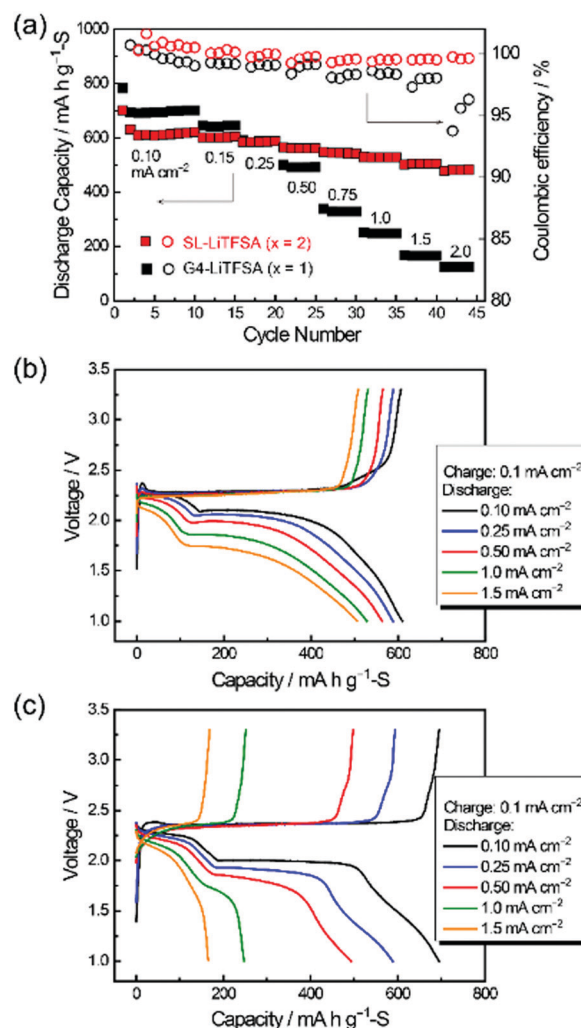 (a)
1000
800
600
400
200
0
Discharge Capacity / mA h g⁻¹-S
0.10
mA cm⁻²
0.15
0.25
0.50
0.75
1.0
1.5
2.0
SL-LiTFSA (x = 2)
G4-LiTFSA (x = 1)
100
95
90
85
80
Coulombic efficiency / %
0 5 10 15 20 25 30 35 40 45
Cycle Number
(b)
3.5
3.0
2.5
2.0
1.5
1.0
Voltage / V
Charge: 0.1 mA cm⁻²
Discharge:
0.10 mA cm⁻²
0.25 mA cm⁻²
0.50 mA cm⁻²
1.0 mA cm⁻²
1.5 mA cm⁻²
0 200 400 600 800
Capacity / mA h g⁻¹-S
(c)
3.5
3.0
2.5
2.0
1.5
1.0
Voltage / V
Charge: 0.1 mA cm⁻²
Discharge:
0.10 mA cm⁻²
0.25 mA cm⁻²
0.50 mA cm⁻²
1.0 mA cm⁻²
1.5 mA cm⁻²
0 200 400 600 800
Capacity / mA h g⁻¹-S